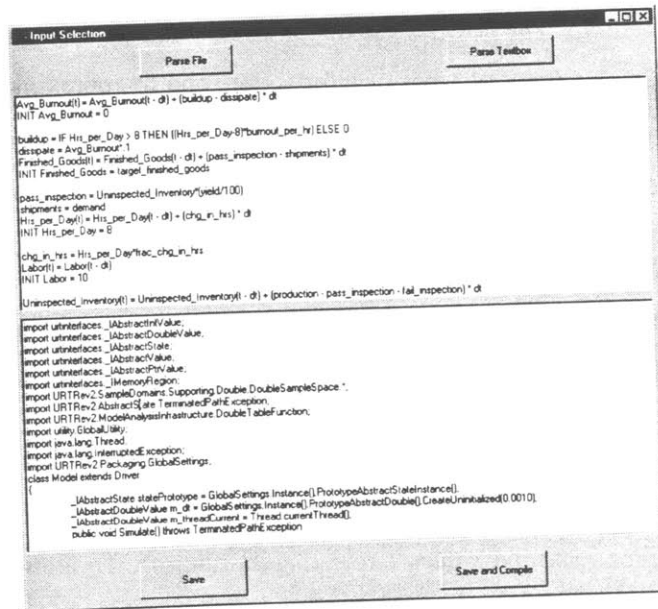 Input Selection
Parse File
Parse Textbox
Avg_Burnout(t) = Avg_Burnout(t - dt) + (buildup - dissipate) * dt
INIT Avg_Burnout = 0
buildup = IF Hrs_per_Day > 8 THEN ((Hrs_per_Day-8)*burnout_per_hr) ELSE 0
dissipate = Avg_Burnout*.1
Finished_Goods(t) = Finished_Goods(t - dt) + (pass_inspection - shipments) * dt
INIT Finished_Goods = target_finished_goods
pass_inspection = Uninspected_Inventory*(yield/100)
shipments = demand
Hrs_per_Day(t) = Hrs_per_Day(t - dt) + (chg_in_hrs) * dt
INIT Hrs_per_Day = 8
chg_in_hrs = Hrs_per_Day*frac_chg_in_hrs
Labor(t) = Labor(t - dt)
INIT Labor = 10
Uninspected_Inventory(t) = Uninspected_Inventory(t - dt) + (production - pass_inspection - fail_inspection) * dt
import urtinterfaces._IAbstractIntValue;
import urtinterfaces._IAbstractDoubleValue;
import urtinterfaces._IAbstractState;
import urtinterfaces._IAbstractValue;
import urtinterfaces._IAbstractPtrValue;
import urtinterfaces._IMemoryRegion;
import URTRev2.SampleDomains.Supporting.Double.DoubleSampleSpace.*;
import URTRev2.AbstractState.TerminatedPathException;
import URTRev2.ModelAnalysisInfrastructure.DoubleTableFunction;
import utility.GlobalUtility;
import java.lang.Thread;
import java.lang.InterruptedException;
import URTRev2.Packaging.GlobalSettings;
class Model extends Driver
{
_IAbstractState statePrototype = GlobalSettings.Instance().PrototypeAbstractStateInstance();
_IAbstractDoubleValue m_dt = GlobalSettings.Instance().PrototypeAbstractDouble().CreateUninitialized(0.0010);
_IAbstractDoubleValue m_threadCurrent = Thread.currentThread();
public void Simulate() throws TerminatedPathException
Save
Save and Compile